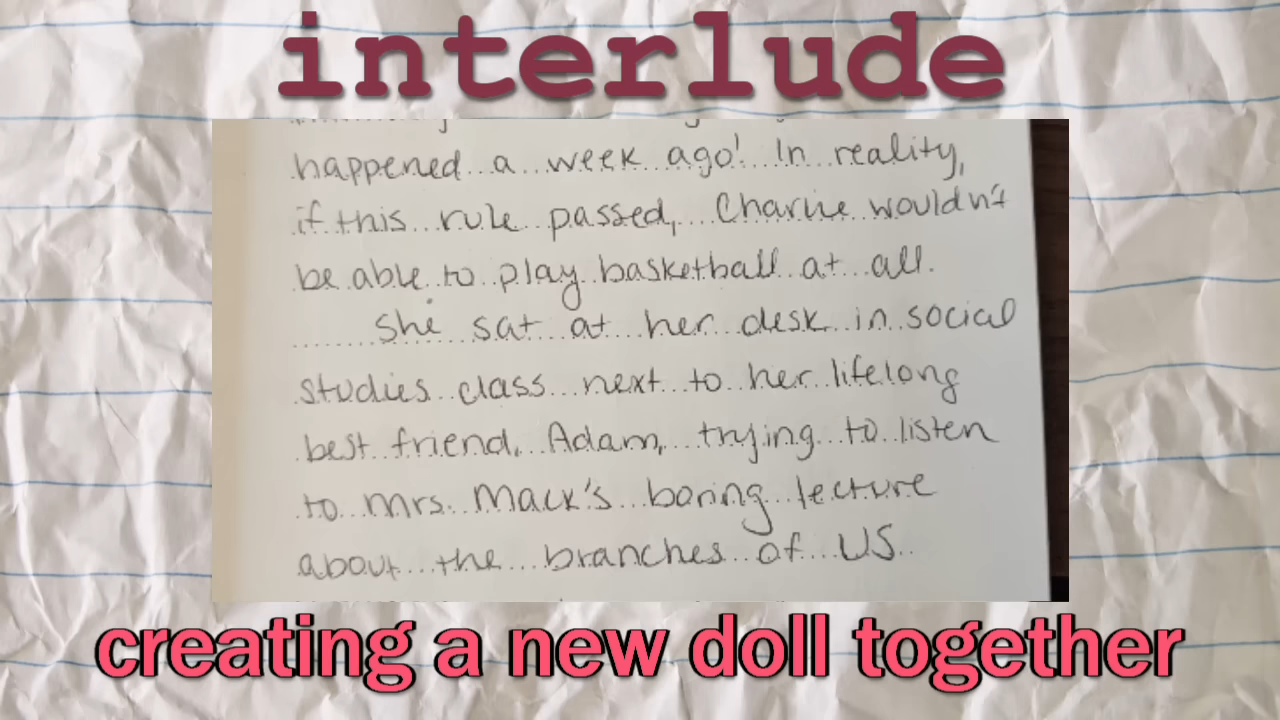 interlude
happened a week ago! In reality,
if this rule passed, Charlie wouldn't
be able to play basketball at all.
She sat at her desk in social
studies class next to her lifelong
best friend, Adam, trying to listen
to Mrs. Mack's boring lecture
about the branches of US
creating a new doll together